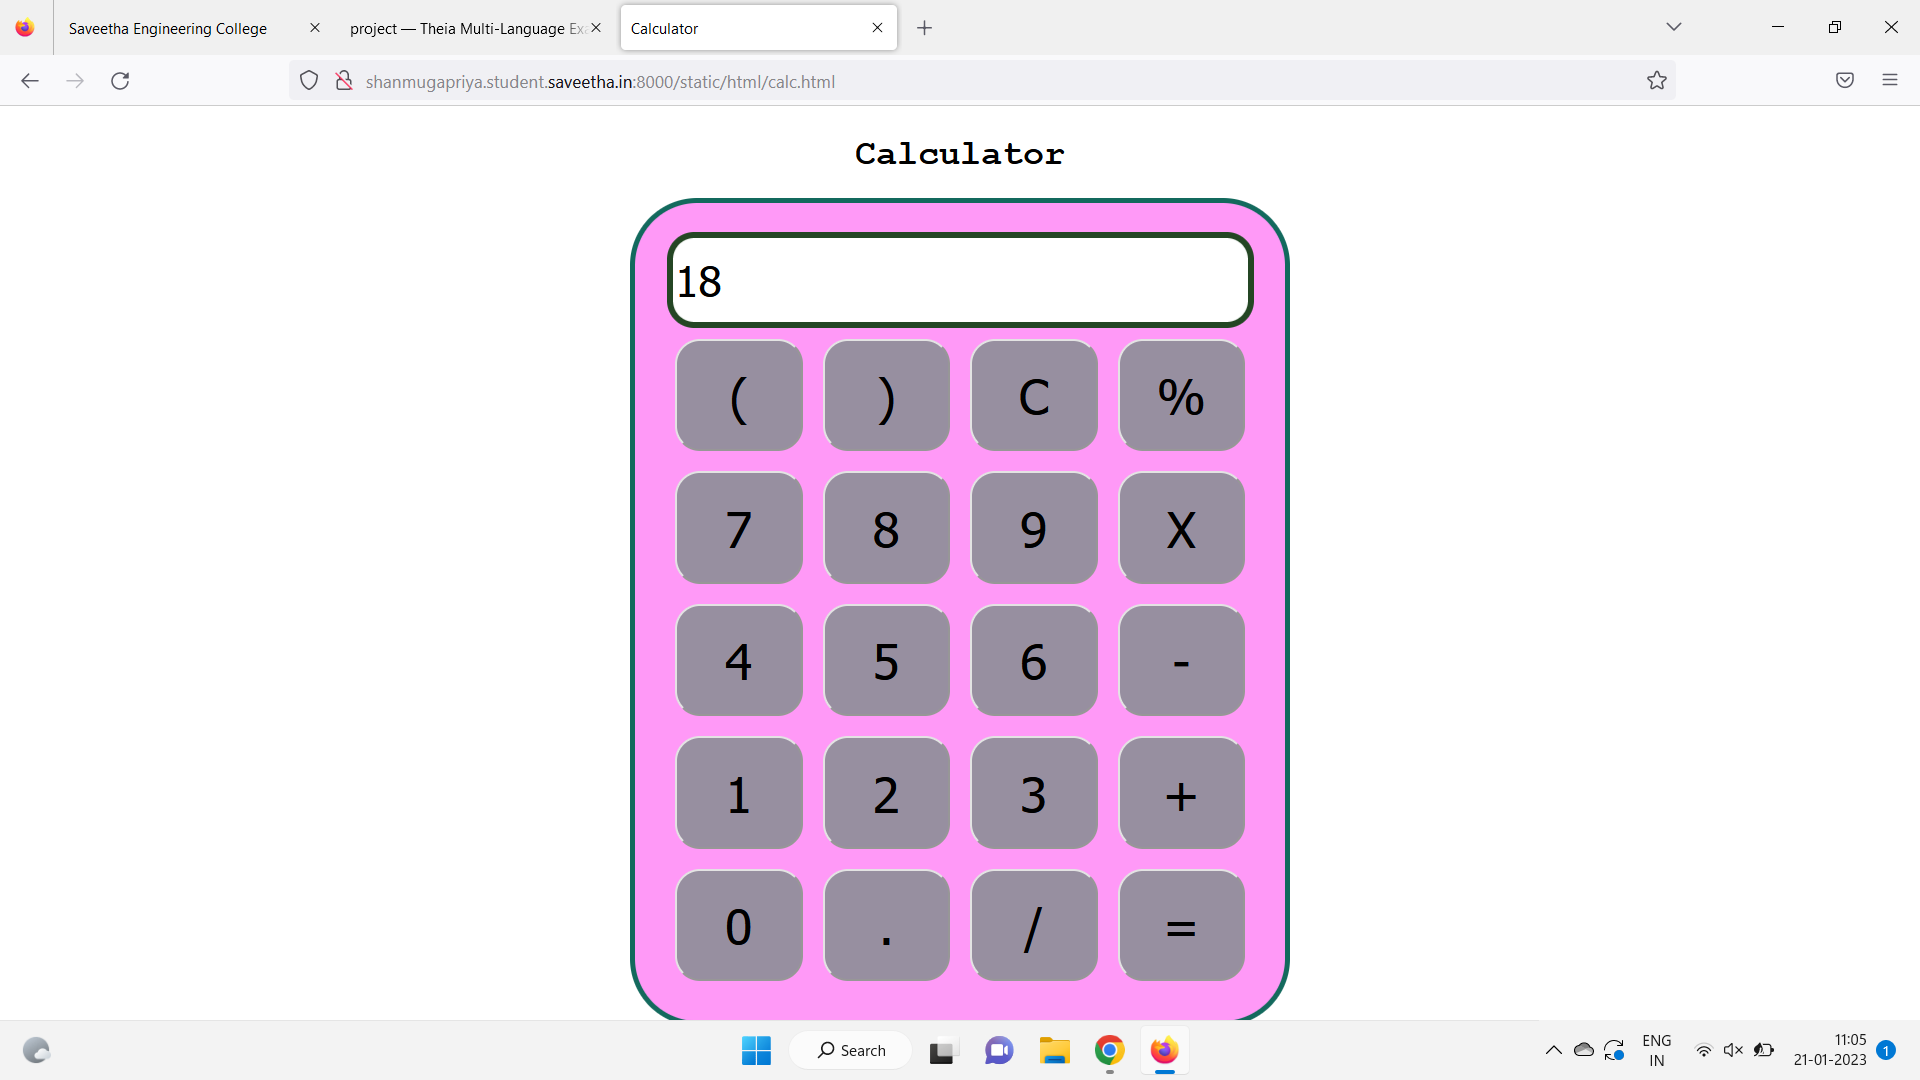 Saveetha Engineering College
project — Theia Multi-Language Exa
Calculator
shanmugapriya.student.saveetha.in:8000/static/html/calc.html
Calculator
18
( ) C %
7 8 9 X
4 5 6 -
1 2 3 +
0 . / =
Search
ENG
IN
11:05
21-01-2023
1